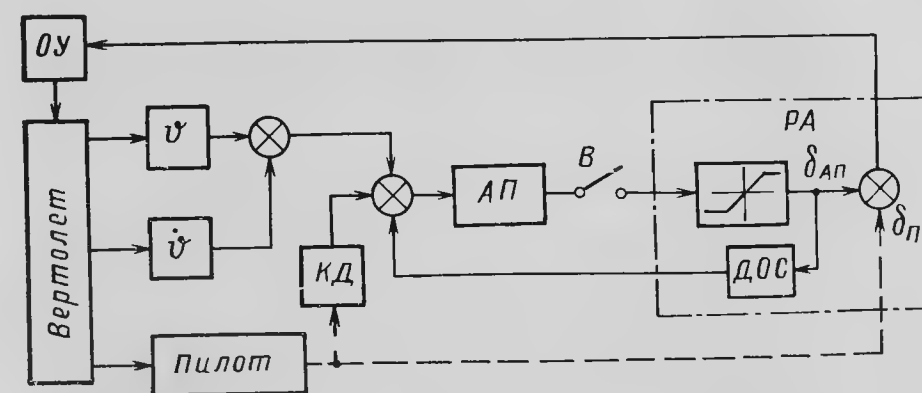 ОУ
РА
ϑ
В
δАП
АП
δП
Вертолет
ϑ̇
КД
ДОС
Пилот